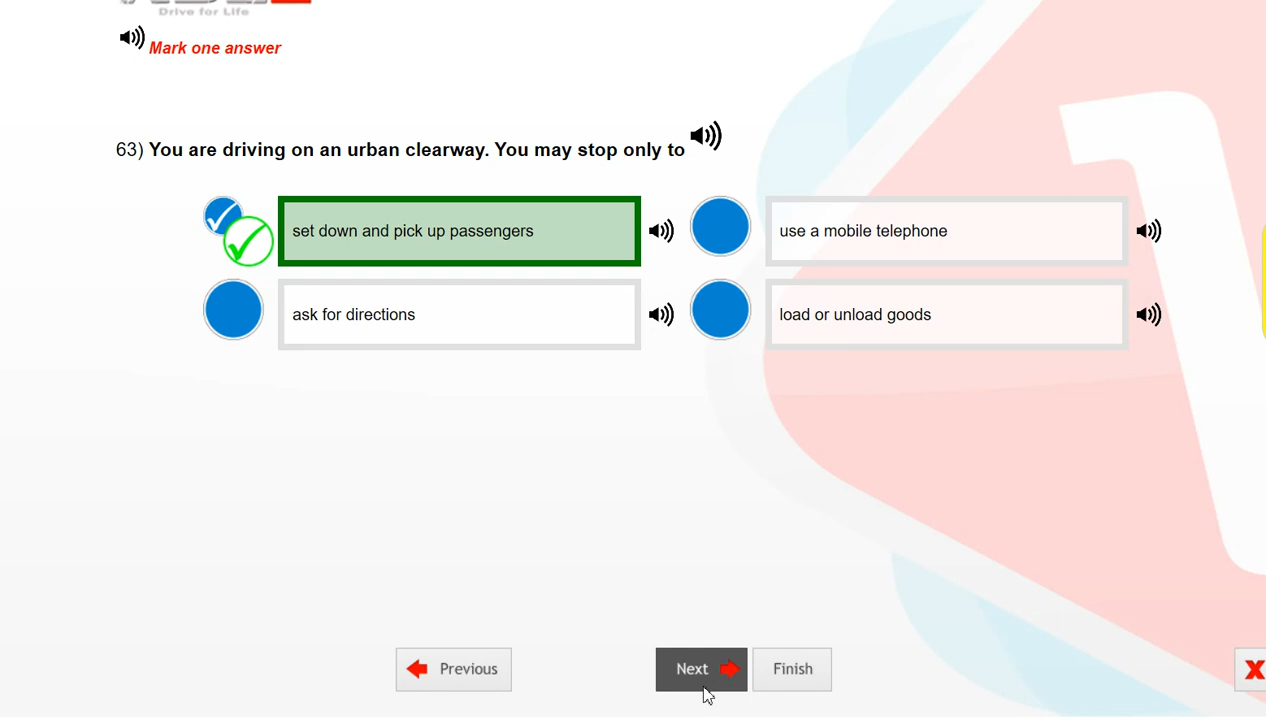 Drive for Life
Mark one answer
63) You are driving on an urban clearway. You may stop only to
set down and pick up passengers
use a mobile telephone
ask for directions
load or unload goods
Previous
Next
Finish
X